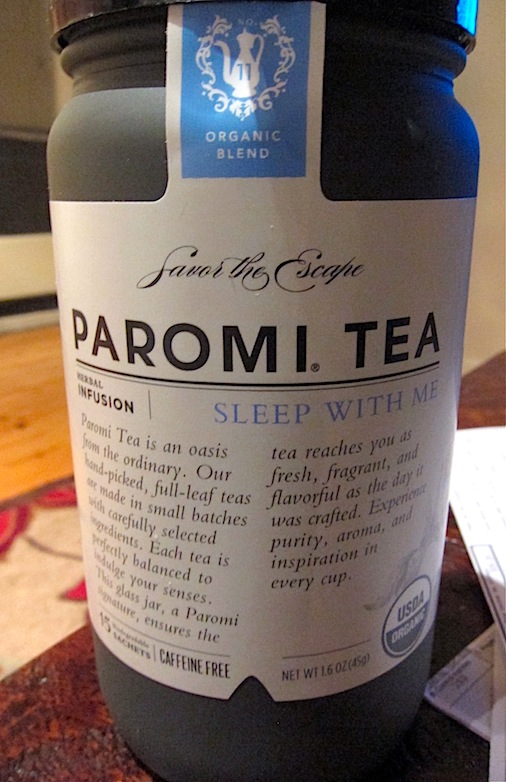 NO.
11
ORGANIC
BLEND
Savor the Escape
PAROMI® TEA
HERBAL
INFUSION
SLEEP WITH ME
Paromi Tea is an oasis
from the ordinary. Our
hand-picked, full-leaf teas
are made in small batches
with carefully selected
ingredients. Each tea is
perfectly balanced to
indulge your senses.
This glass jar, a Paromi
signature, ensures the
tea reaches you as
fresh, fragrant, and
flavorful as the day it
was crafted. Experience
purity, aroma, and
inspiration in
every cup.
USDA
ORGANIC
15 Biodegradable
SACHETS
CAFFEINE FREE
NET WT 1.6 OZ (45g)